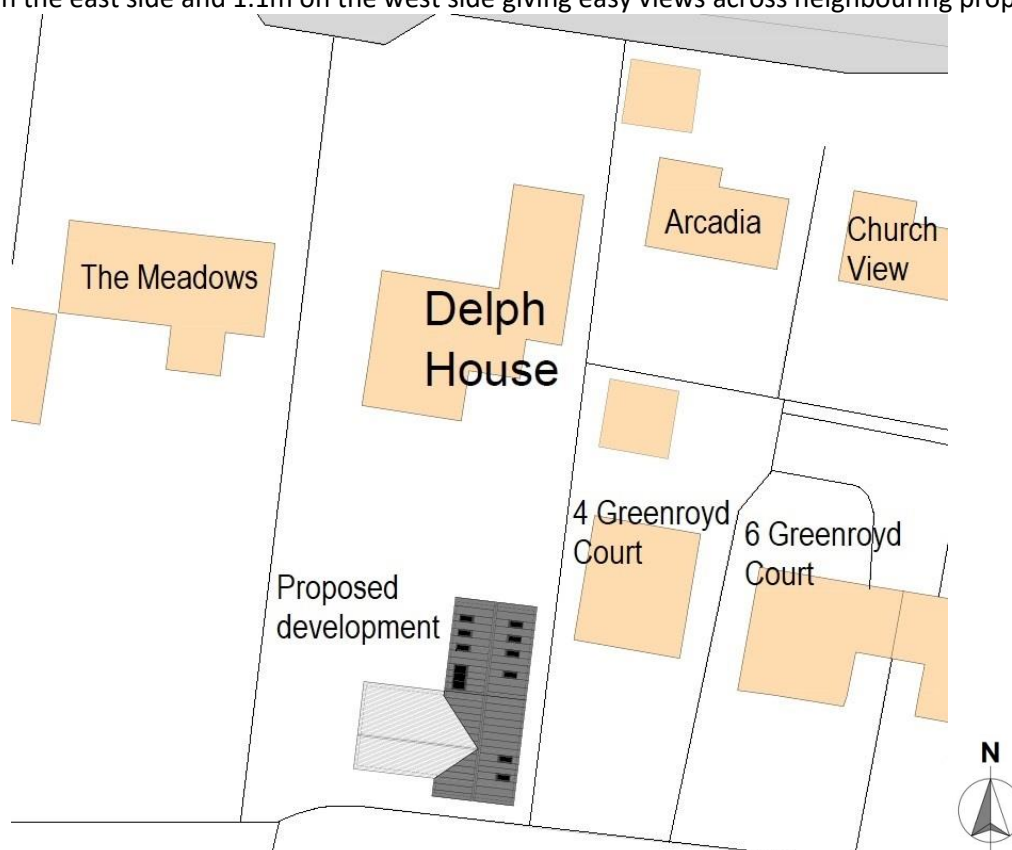 the east side and 1.1m on the west side giving easy views across neighbouring
Arcadia
Church
View
The Meadows
Delph
House
4 Greenroyd
Court
6 Greenroyd
Court
Proposed
development
N